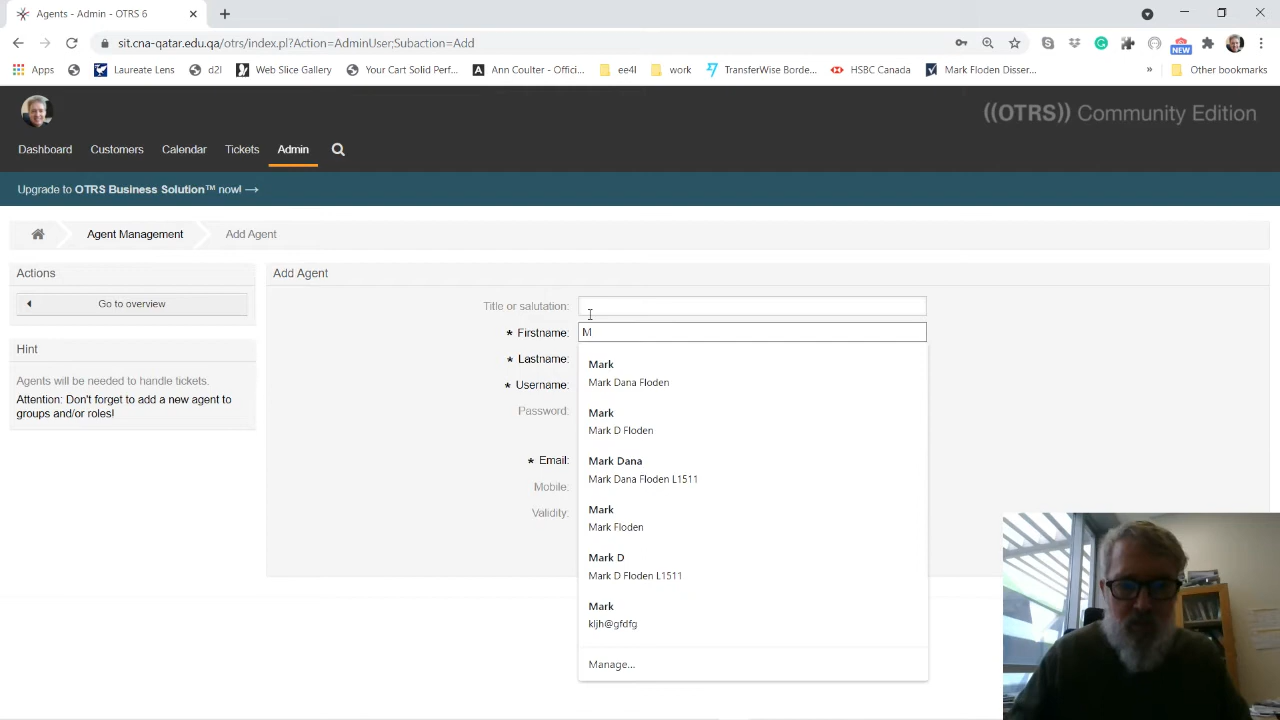 Agents - Admin - OTRS 6
sit.cna-qatar.edu.qa/otrs/index.pl?Action=AdminUser;Subaction=Add
NEW
Apps
Laureate Lens
d2l
Web Slice Gallery
Your Cart Solid Perf...
Ann Coulter - Offici...
ee4l
work
TransferWise Borde...
HSBC Canada
Mark Floden Disser...
»
Other bookmarks
((OTRS)) Community Edition
Dashboard
Customers
Calendar
Tickets
Admin
Upgrade to OTRS Business Solution™ now! →
Agent Management
Add Agent
Actions
Go to overview
Hint
Agents will be needed to handle tickets.
Attention: Don't forget to add a new agent to
groups and/or roles!
Add Agent
Title or salutation:
* Firstname: M
* Lastname:
* Username:
Password:
* Email:
Mobile:
Validity:
Mark
Mark Dana Floden
Mark
Mark D Floden
Mark Dana
Mark Dana Floden L1511
Mark
Mark Floden
Mark D
Mark D Floden L1511
Mark
kljh@gfdfg
Manage...